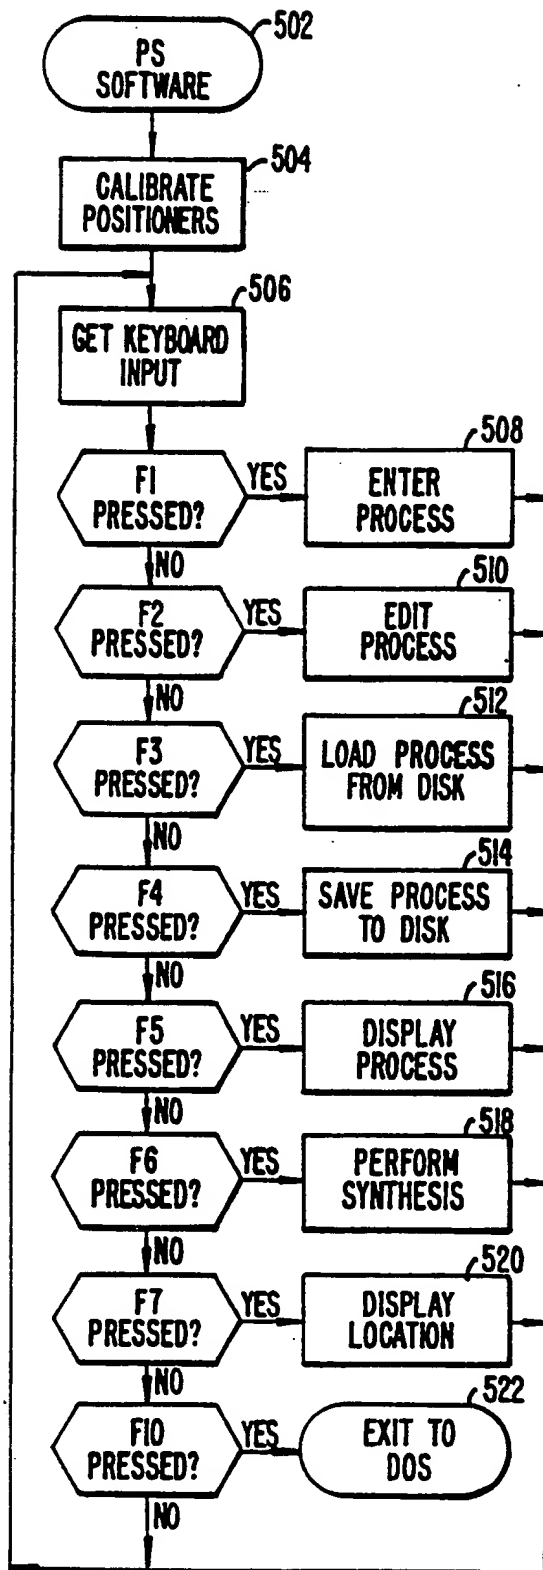 502
PS
SOFTWARE
504
CALIBRATE
POSITIONERS
506
GET KEYBOARD
INPUT
508
F1
PRESSED?
YES
ENTER
PROCESS
NO
510
F2
PRESSED?
YES
EDIT
PROCESS
NO
512
F3
PRESSED?
YES
LOAD PROCESS
FROM DISK
NO
514
F4
PRESSED?
YES
SAVE PROCESS
TO DISK
NO
516
F5
PRESSED?
YES
DISPLAY
PROCESS
NO
518
F6
PRESSED?
YES
PERFORM
SYNTHESIS
NO
520
F7
PRESSED?
YES
DISPLAY
LOCATION
NO
522
F10
PRESSED?
YES
EXIT TO
DOS
NO